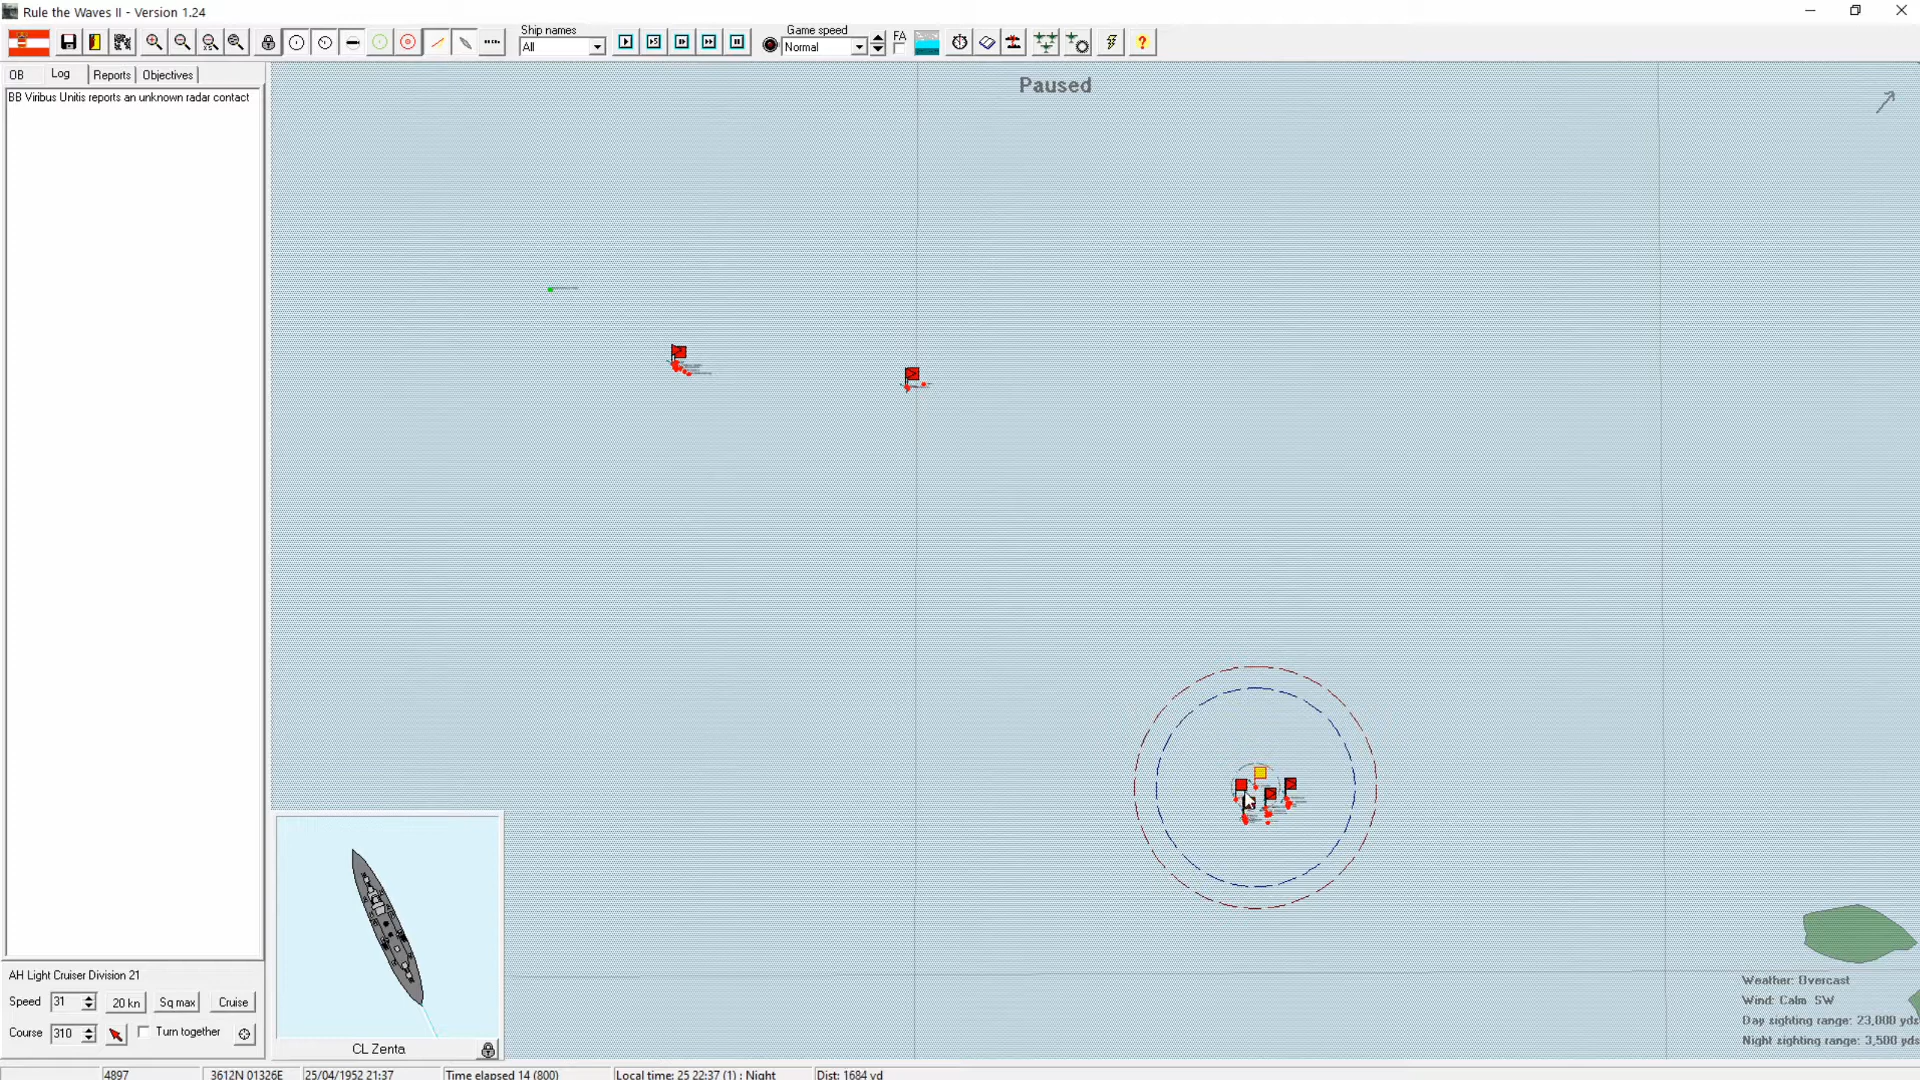 Rule the Waves II - Version 1.24
Ship names
All
Game speed
Normal
FA
OB
Log
Reports
Objectives
BB Viribus Unitis reports an unknown radar contact
Paused
AH Light Cruiser Division 21
Speed
31
20 kn
Sq max
Cruise
Course
310
Turn together
CL Zenta
Weather: Overcast
Wind: Calm SW
Day sighting range: 23,000 yds
Night sighting range: 3,500 yds
4897
3612N 01326E
25/04/1952 21:37
Time elapsed 14 (800)
Local time: 25 22:37 (1) : Night
Dist: 1684 yd